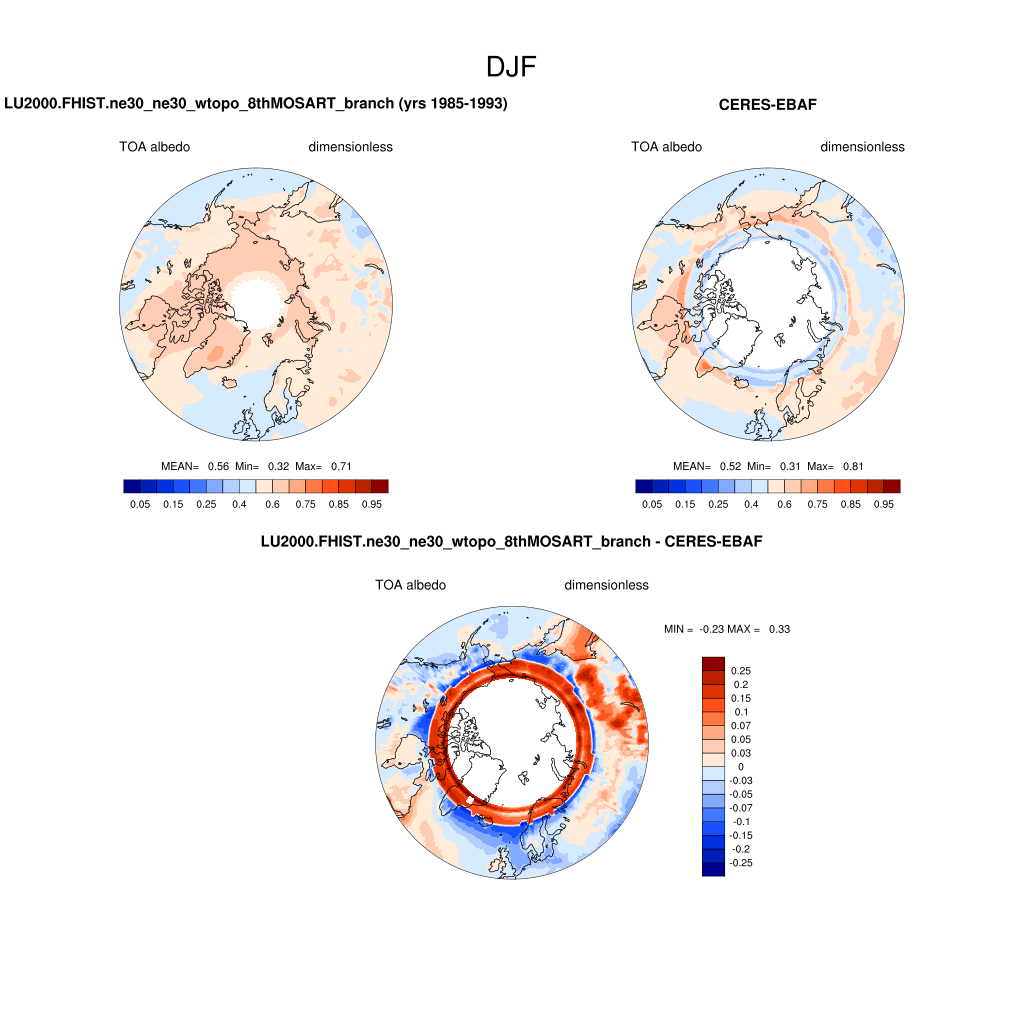 DJF
LU2000.FHIST.ne30_ne30_wtopo_8thMOSART_branch (yrs 1985-1993)
CERES-EBAF
TOA albedo dimensionless
TOA albedo dimensionless
MEAN= 0.56 Min= 0.32 Max= 0.71
MEAN= 0.52 Min= 0.31 Max= 0.81
0.05 0.15 0.25 0.4 0.6 0.75 0.85 0.95
0.05 0.15 0.25 0.4 0.6 0.75 0.85 0.95
LU2000.FHIST.ne30_ne30_wtopo_8thMOSART_branch - CERES-EBAF
TOA albedo dimensionless
MIN = -0.23 MAX = 0.33
0.25
0.2
0.15
0.1
0.07
0.05
0.03
0
-0.03
-0.05
-0.07
-0.1
-0.15
-0.2
-0.25